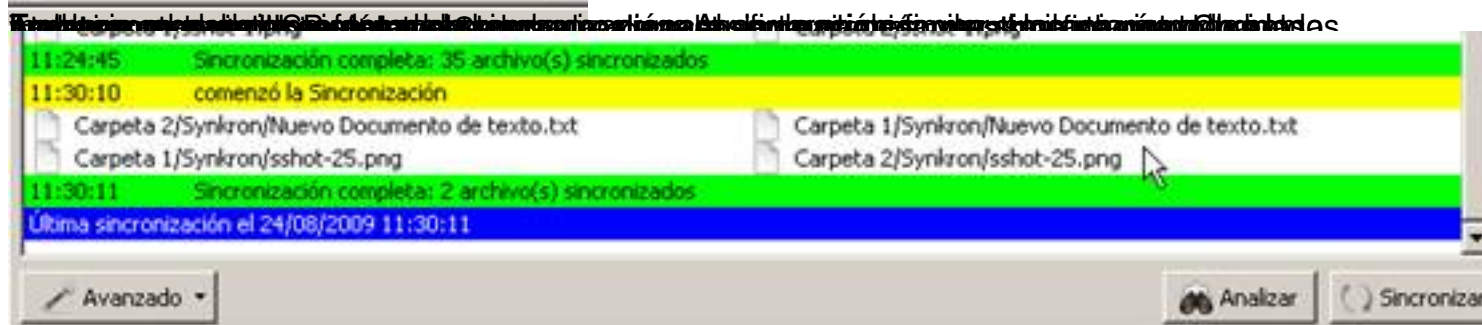 11:24:45 Sincronización completa: 35 archivo(s) sincronizados
11:30:10 comenzó la Sincronización
Carpeta 2/Synkron/Nuevo Documento de texto.txt Carpeta 1/Synkron/Nuevo Documento de texto.txt
Carpeta 1/Synkron/sshot-25.png Carpeta 2/Synkron/sshot-25.png
11:30:11 Sincronización completa: 2 archivo(s) sincronizados
Última sincronización el 24/08/2009 11:30:11
Avanzado Analizar Sincronizar